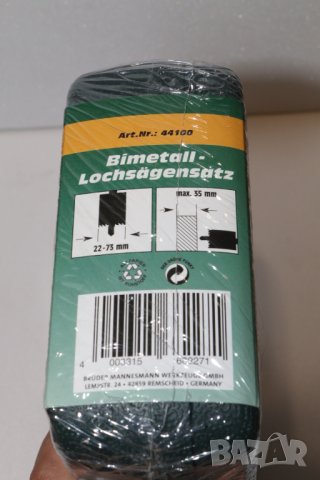 Art.Nr.: 44100
Bimetall-
Lochsägensatz
max. 35 mm
22-73 mm
4 003315
BRÜDER MANNESMANN WERKZEUGE GMBH
LEMPSTR. 24 • 42859 REMSCHEID • GERMANY
BAZAR